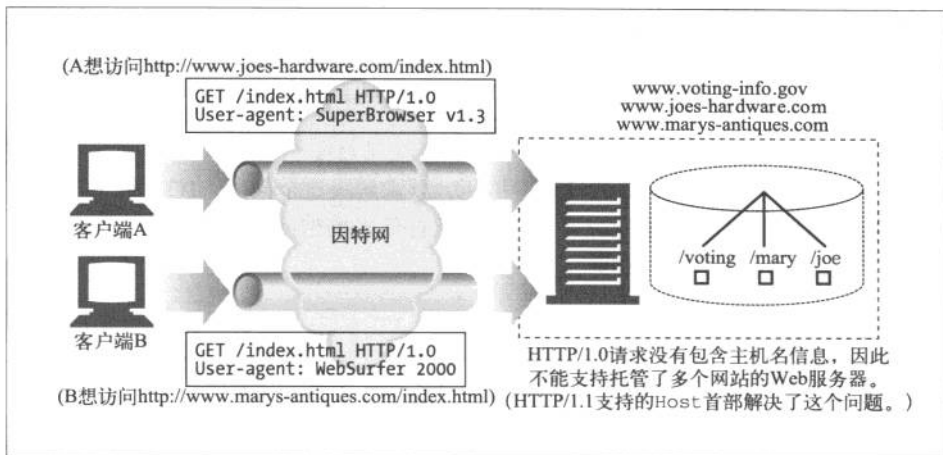 (A想访问http://www.joes-hardware.com/index.html)
GET /index.html HTTP/1.0
User-agent: SuperBrowser v1.3
www.voting-info.gov
www.joes-hardware.com
www.marys-antiques.com
客户端A
因特网
/voting /mary /joe
客户端B
GET /index.html HTTP/1.0
User-agent: WebSurfer 2000
(B想访问http://www.marys-antiques.com/index.html)
HTTP/1.0请求没有包含主机名信息，因此
不能支持托管了多个网站的Web服务器。
(HTTP/1.1支持的Host首部解决了这个问题。)